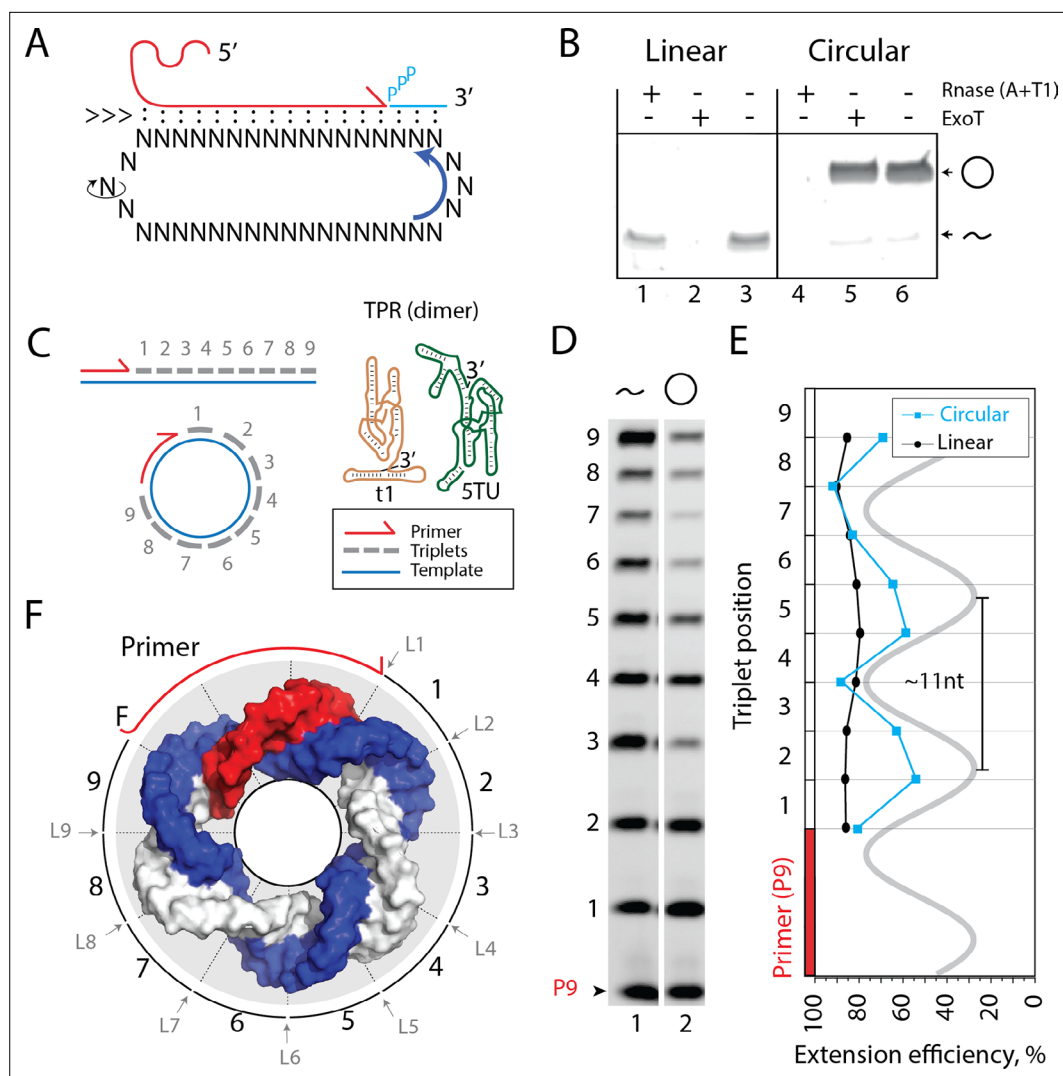 A
5′
P P P
3′
>>>
NNNNNNNNNNNNNNNNN
N
N
N
N
N
N
NNNNNNNNNNNNNNNNN
B
Linear Circular
+ - - + - - Rnase (A+T1)
- + - - + - ExoT
1 2 3 4 5 6
C
1 2 3 4 5 6 7 8 9
1
2
3
4
5
6
7
8
9
TPR (dimer)
3′
3′
t1
5TU
Primer
Triplets
Template
D
9
8
7
6
5
4
3
2
1
P9
1 2
E
Circular
Linear
9
8
7
6
5
4
3
2
1
Triplet position
Primer (P9)
~11nt
100 80 60 40 20 0
Extension efficiency, %
F
Primer
F
L1
1
L2
2
L3
3
L4
4
L5
5
L6
6
L7
7
L8
8
L9
9